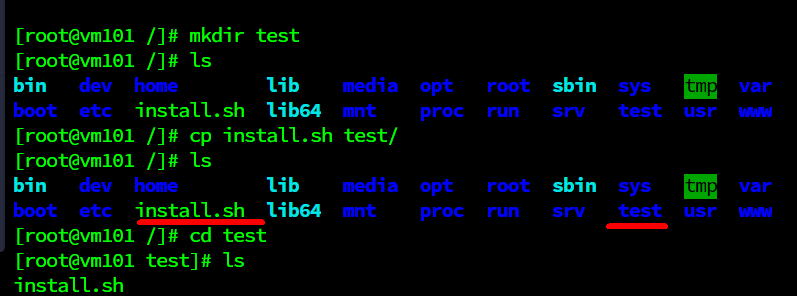 [root@vm101 /]# mkdir test
[root@vm101 /]# ls
bin dev home lib media opt root sbin sys tmp var
boot etc install.sh lib64 mnt proc run srv test usr www
[root@vm101 /]# cp install.sh test/
[root@vm101 /]# ls
bin dev home lib media opt root sbin sys tmp var
boot etc install.sh lib64 mnt proc run srv test usr www
[root@vm101 /]# cd test
[root@vm101 test]# ls
install.sh